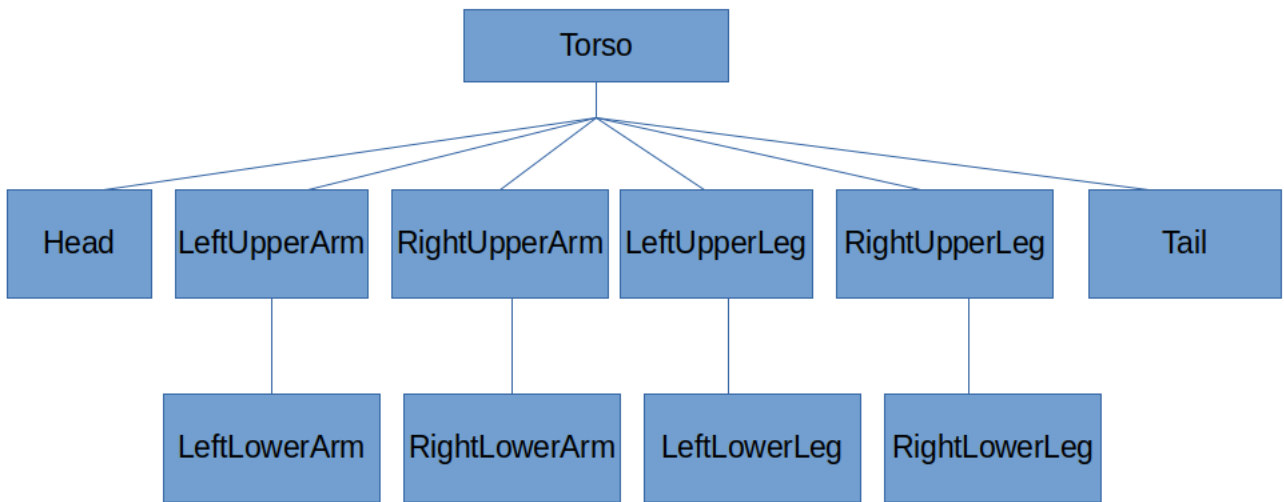 Torso
Head
LeftUpperArm
RightUpperArm
LeftUpperLeg
RightUpperLeg
Tail
LeftLowerArm
RightLowerArm
LeftLowerLeg
RightLowerLeg